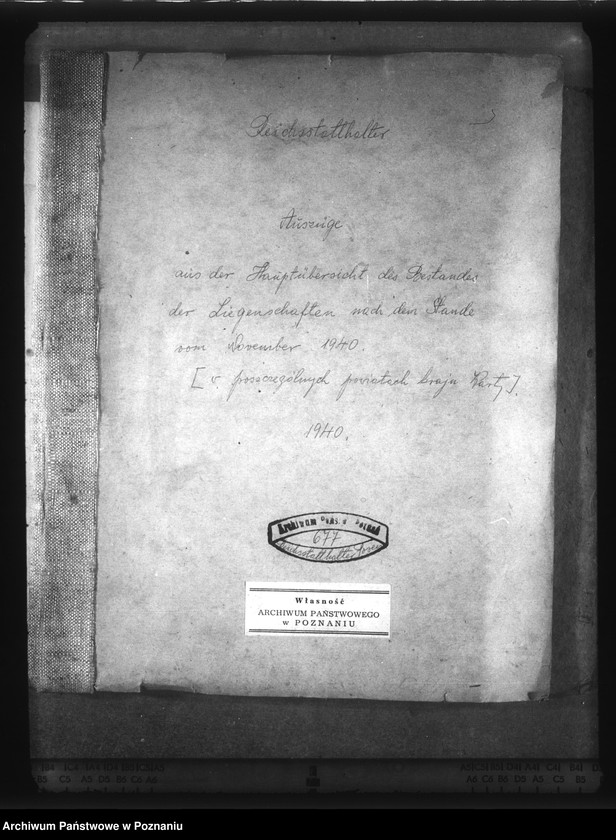 Reichsstatthalter
Auszüge
aus der Hauptübersicht des Bestandes
der Liegenschaften nach dem Stande
vom November 1940.
[w poszczególnych powiatach kraju Warty].
1940.
Archiwum Państw. Poznań
677
Reichsstatthalter Posen
Własność
ARCHIWUM PAŃSTWOWEGO
w POZNANIU
Archiwum Państwowe w Poznaniu